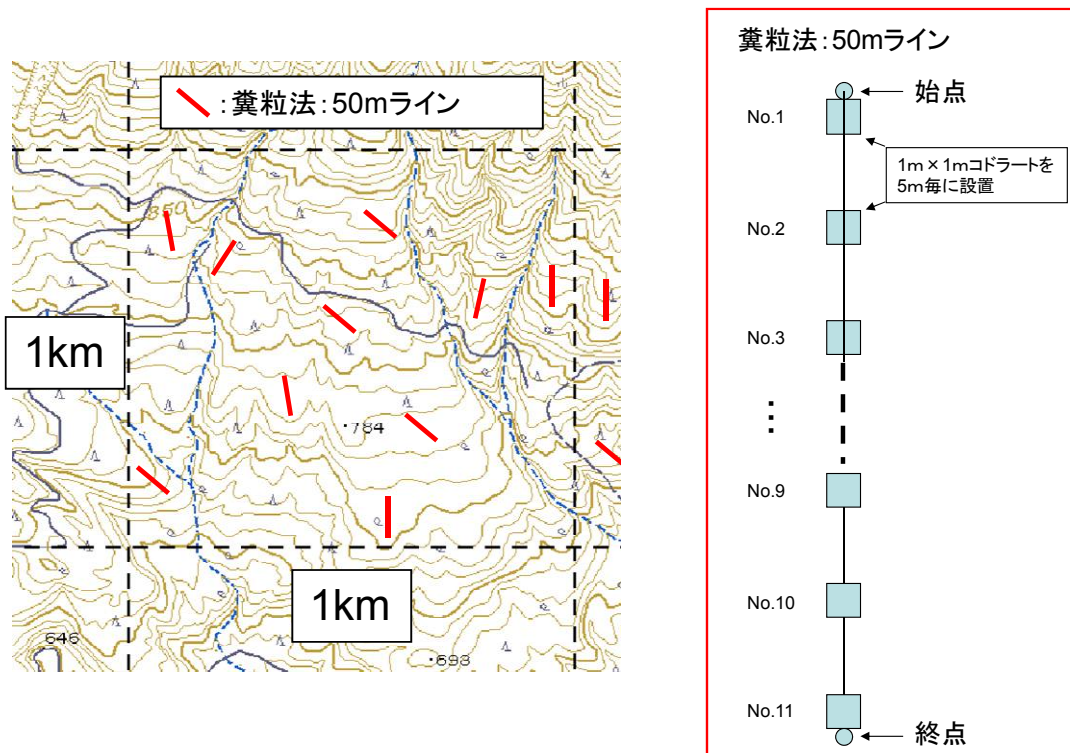 :糞粒法:50mライン
850
1km
・784
1km
646
・693
糞粒法:50mライン
始点
No.1
1m×1mコドラートを
5m毎に設置
No.2
No.3
⋮
No.9
No.10
No.11
終点